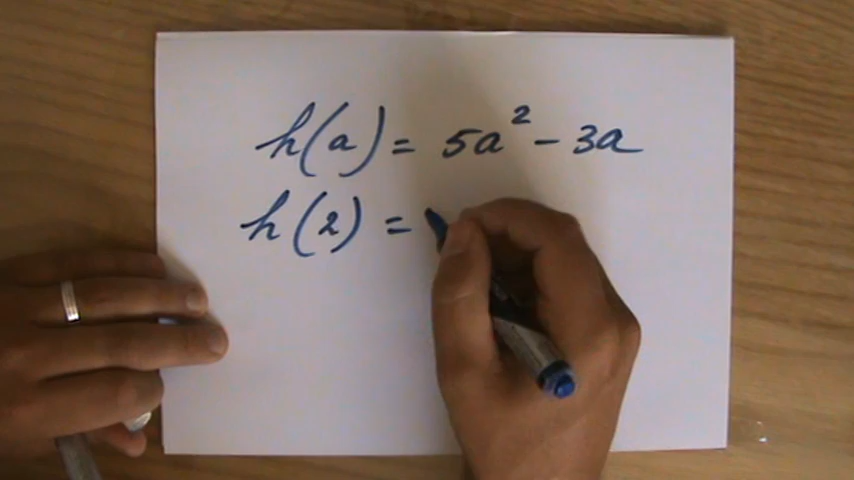 h(a) = 5a² - 3a
h(2) =